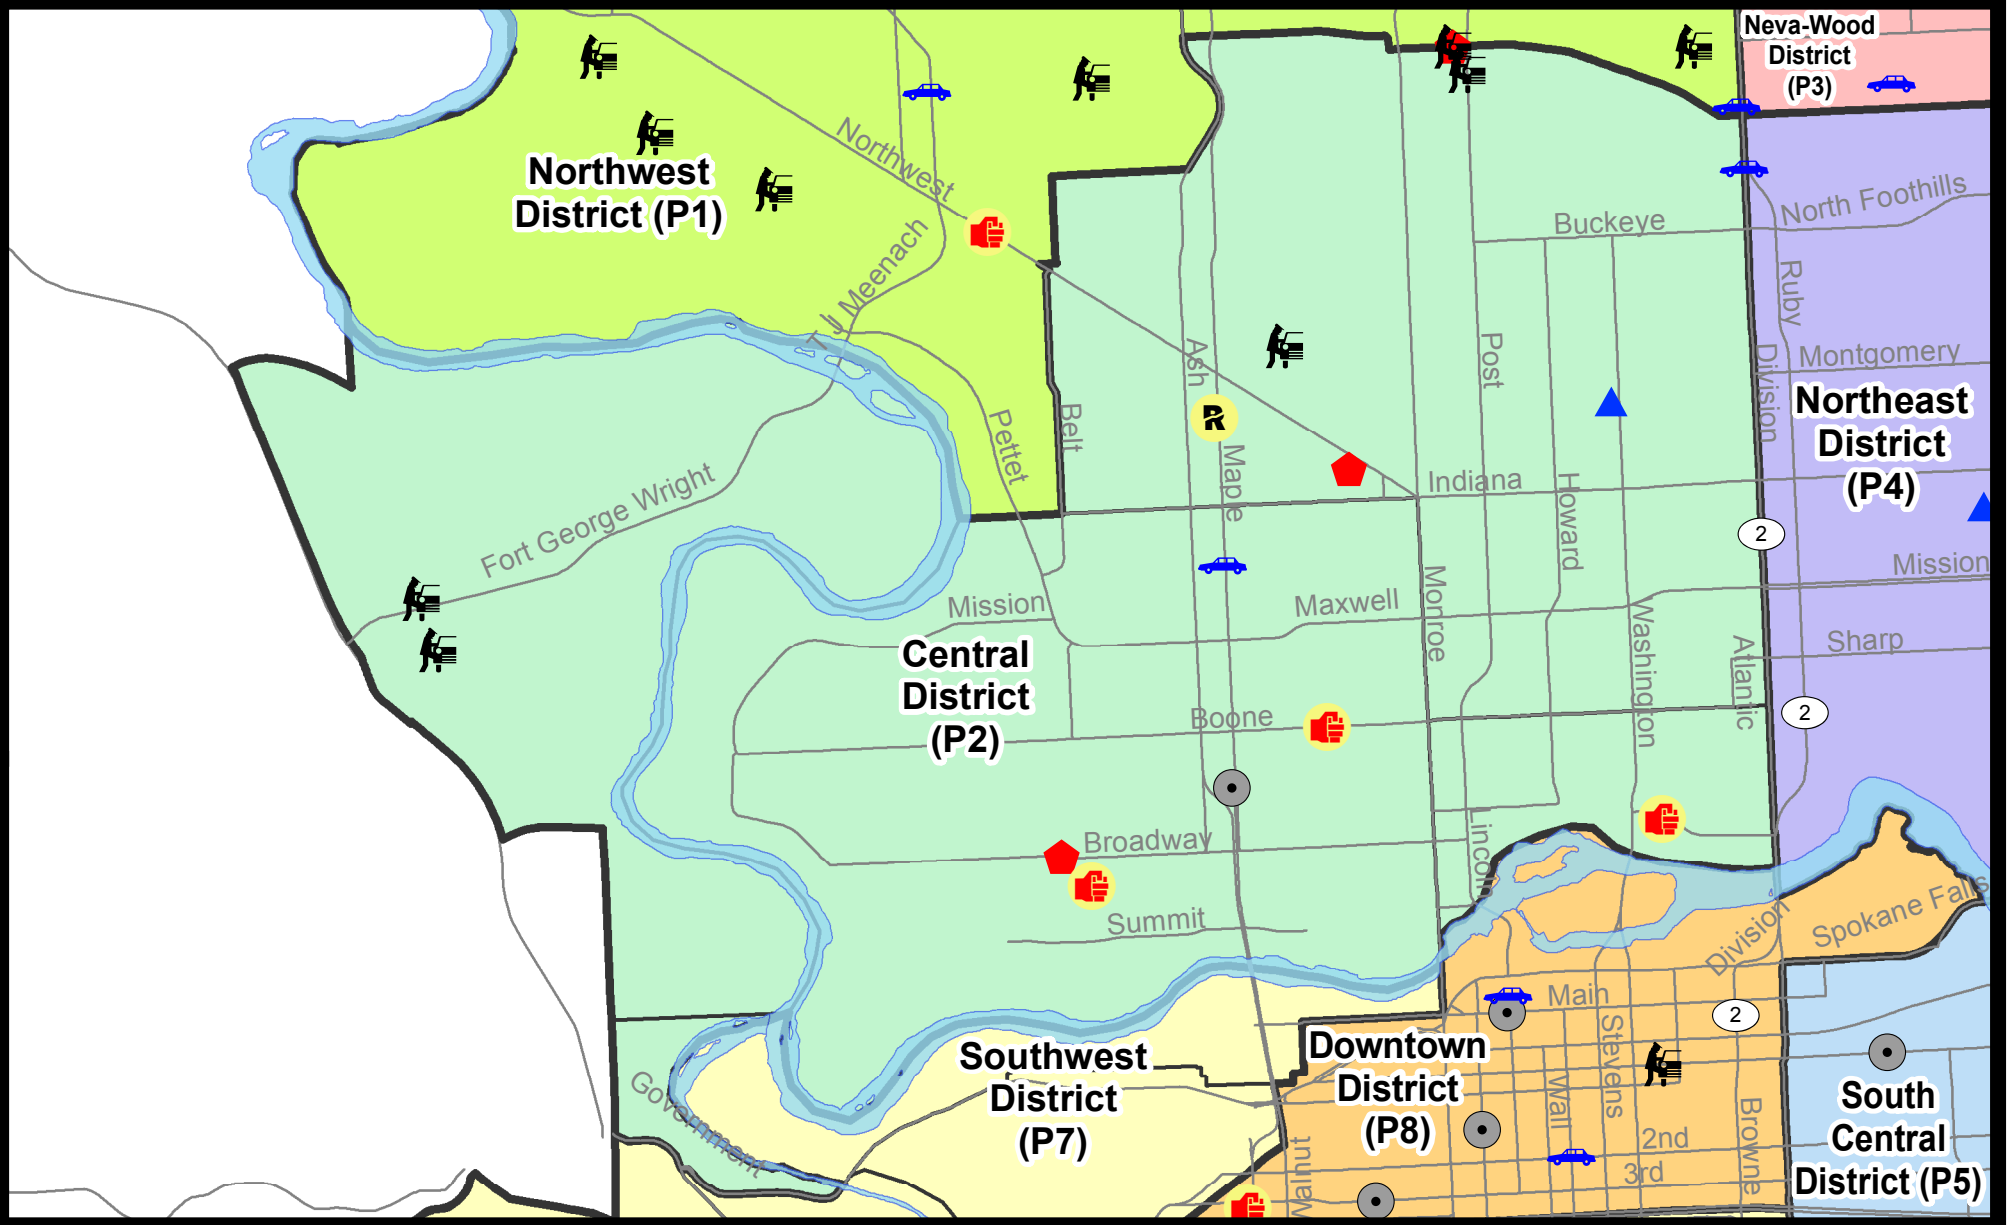 Neva-Wood
District
(P3)
Northwest
Northwest
District (P1)
North Foothills
Buckeye
T J Meenach
Ruby
Ash
Post
Division
Montgomery
Northeast
District
(P4)
Pettet
Belt
Maple
Indiana
Howard
Fort George Wright
2
Mission
Mission
Maxwell
Monroe
Washington
Atlantic
Sharp
Central
District
(P2)
Boone
2
Broadway
Lincoln
Summit
Division
Spokane Falls
Main
2
Southwest
District
(P7)
Downtown
District
(P8)
Stevens
Wall
Browne
Government
South
Central
District (P5)
2nd
3rd
Walnut
R